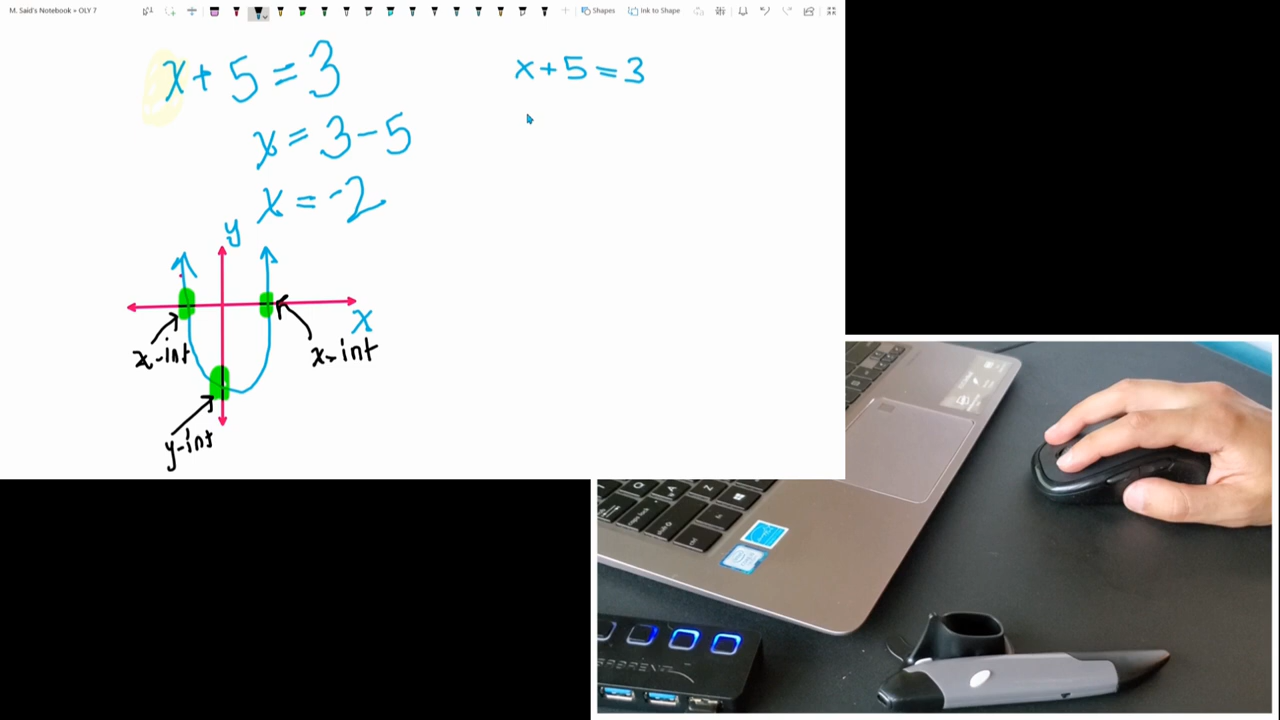 M. Said's Notebook > OLY 7
Shapes
Ink to Shape
x + 5 = 3
x = 3 - 5
x = -2
x + 5 = 3
y
x
x-int
x-int
y-int